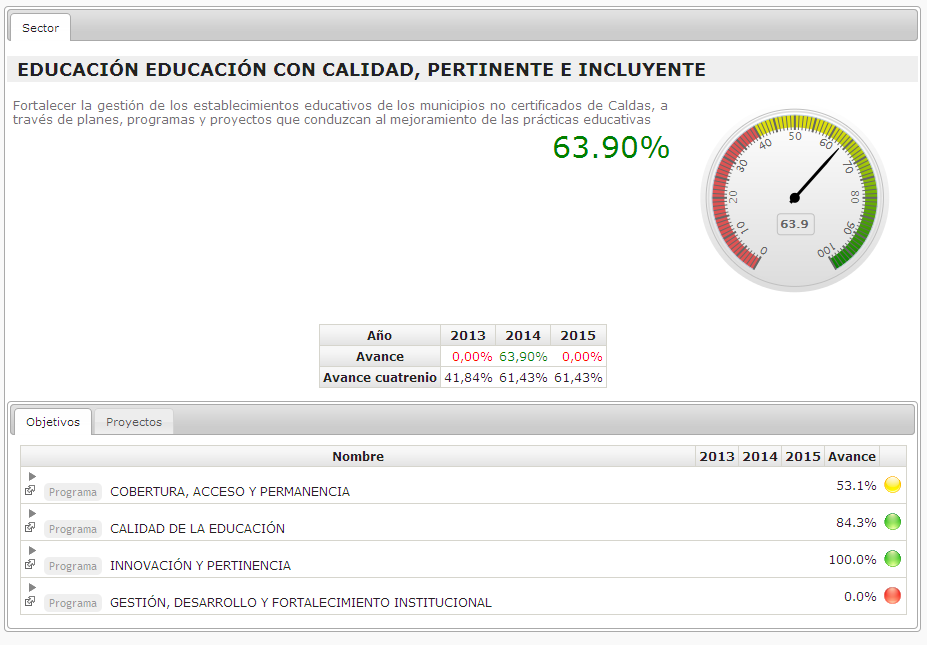 Sector
EDUCACIÓN EDUCACIÓN CON CALIDAD, PERTINENTE E INCLUYENTE
Fortalecer la gestión de los establecimientos educativos de los municipios no certificados de Caldas, a
través de planes, programas y proyectos que conduzcan al mejoramiento de las prácticas educativas
63.90%
0 10 20 30 40 50 60 70 80 90 100
63.9
Año 2013 2014 2015
Avance 0,00% 63,90% 0,00%
Avance cuatrenio 41,84% 61,43% 61,43%
Objetivos Proyectos
Nombre 2013 2014 2015 Avance
Programa COBERTURA, ACCESO Y PERMANENCIA 53.1%
Programa CALIDAD DE LA EDUCACIÓN 84.3%
Programa INNOVACIÓN Y PERTINENCIA 100.0%
Programa GESTIÓN, DESARROLLO Y FORTALECIMIENTO INSTITUCIONAL 0.0%